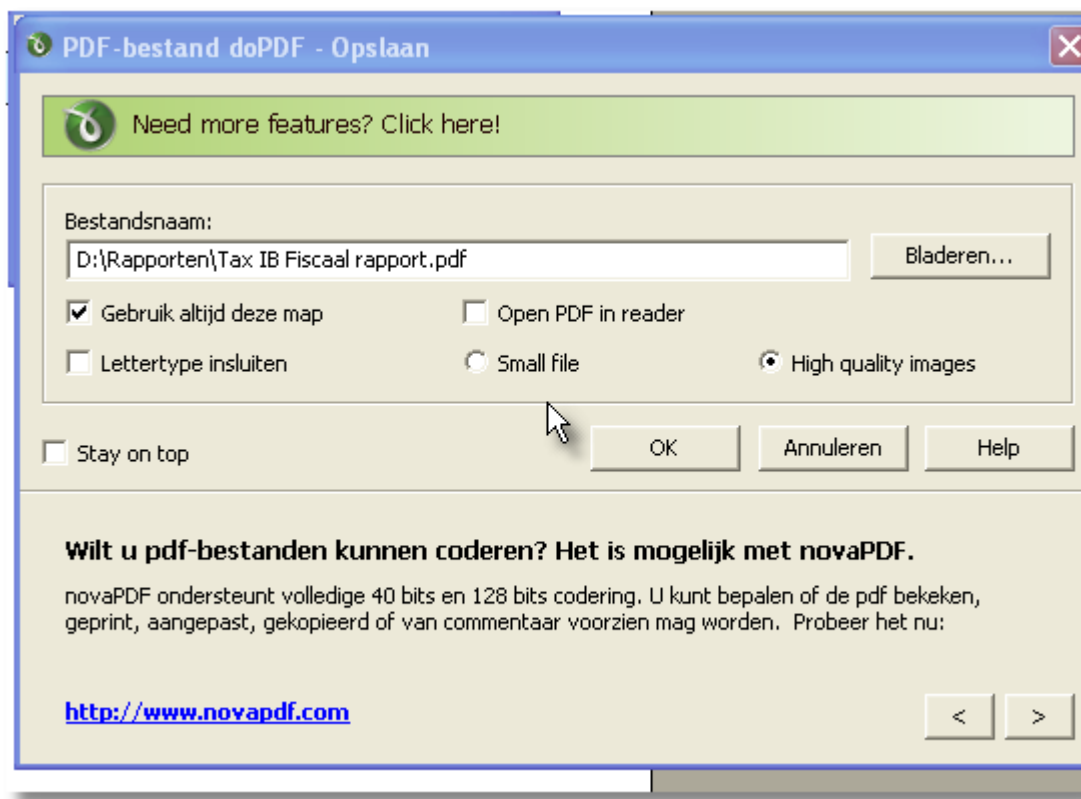 PDF-bestand doPDF - Opslaan
Need more features? Click here!
Bestandsnaam:
D:\Rapporten\Tax IB Fiscaal rapport.pdf
Bladeren...
Gebruik altijd deze map
Open PDF in reader
Lettertype insluiten
Small file
High quality images
Stay on top
OK
Annuleren
Help
Wilt u pdf-bestanden kunnen coderen? Het is mogelijk met novaPDF.
novaPDF ondersteunt volledige 40 bits en 128 bits codering. U kunt bepalen of de pdf bekeken,
geprint, aangepast, gekopieerd of van commentaar voorzien mag worden.  Probeer het nu:
http://www.novapdf.com
<
>